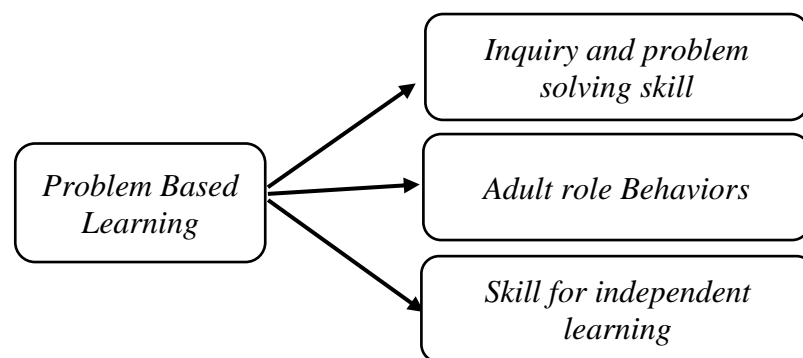 Inquiry and problem
solving skill
Problem Based
Learning
Adult role Behaviors
Skill for independent
learning